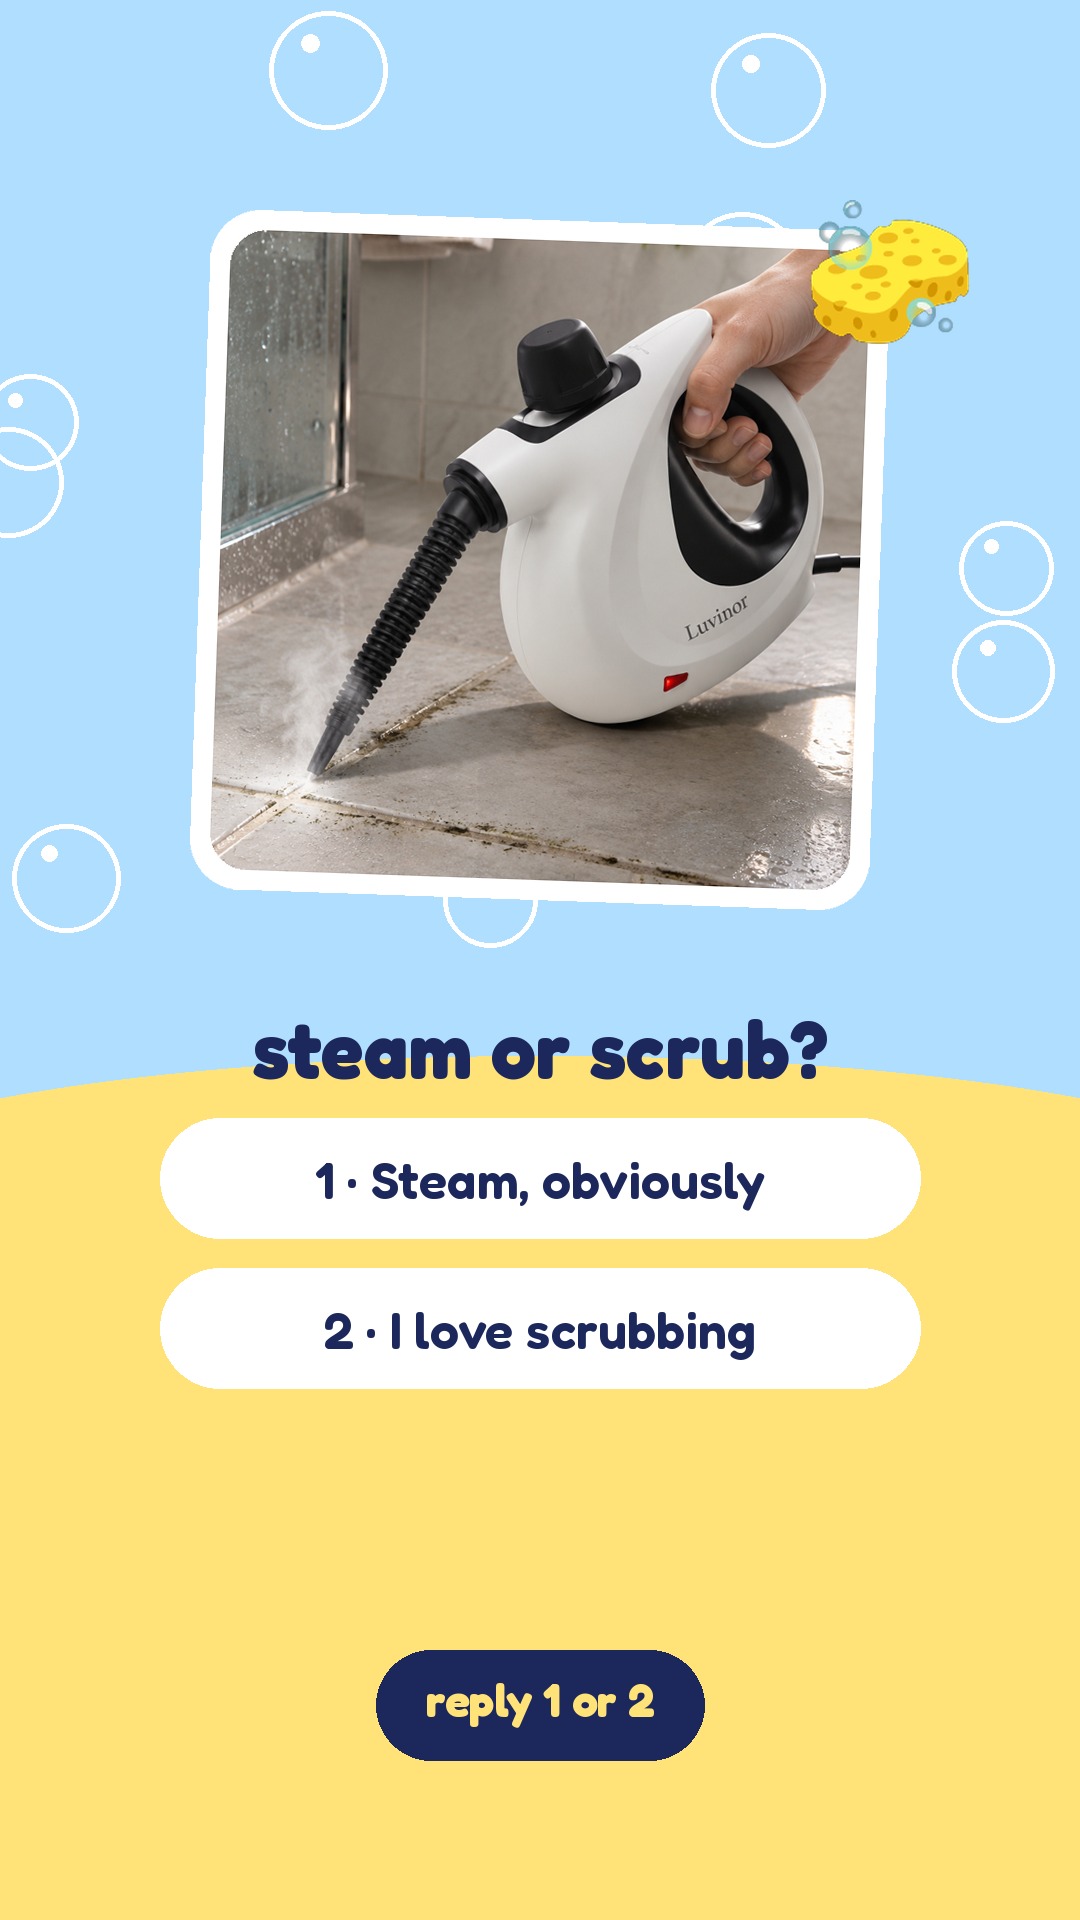 Luvinor
steam or scrub?
1 · Steam, obviously
2 · I love scrubbing
reply 1 or 2